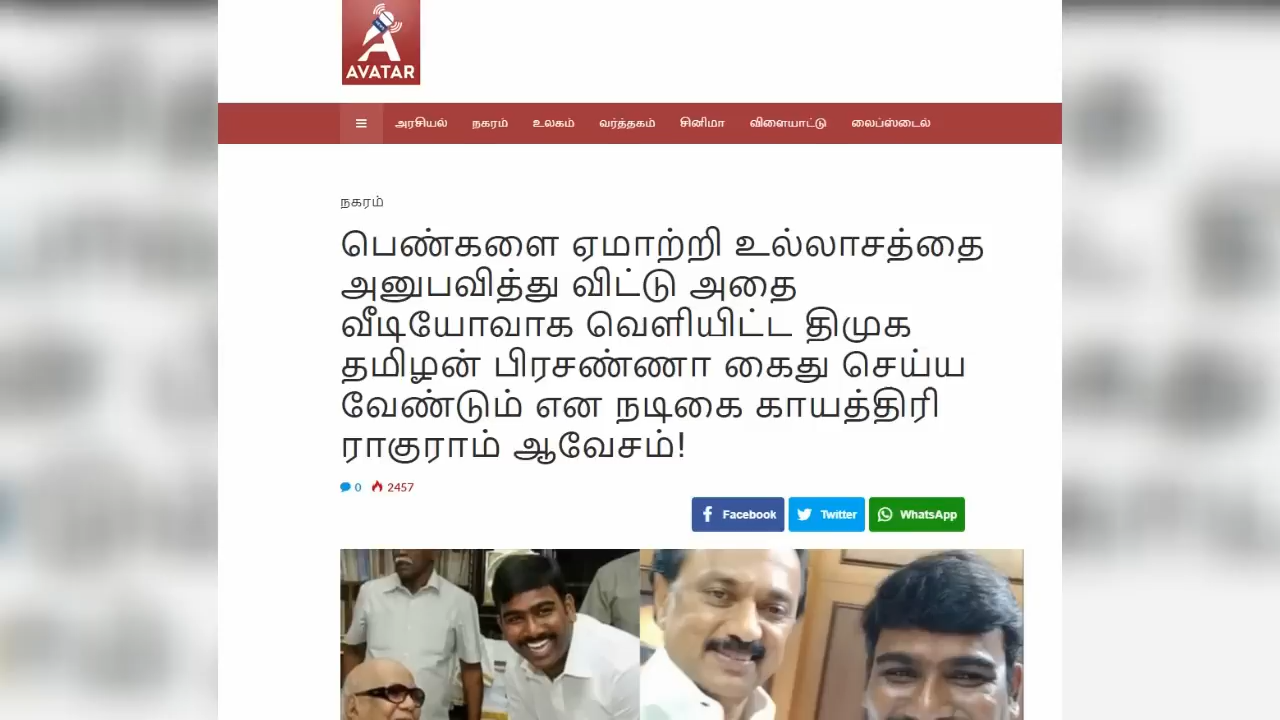 AVATAR
அரசியல் நகரம் உலகம் வர்த்தகம் சினிமா விளையாட்டு லைப்ஸ்டைல்
நகரம்
பெண்களை ஏமாற்றி உல்லாசத்தை
அனுபவித்து விட்டு அதை
வீடியோவாக வெளியிட்ட திமுக
தமிழன் பிரசண்ணா கைது செய்ய
வேண்டும் என நடிகை காயத்திரி
ராகுராம் ஆவேசம்!
0 2457
Facebook Twitter WhatsApp